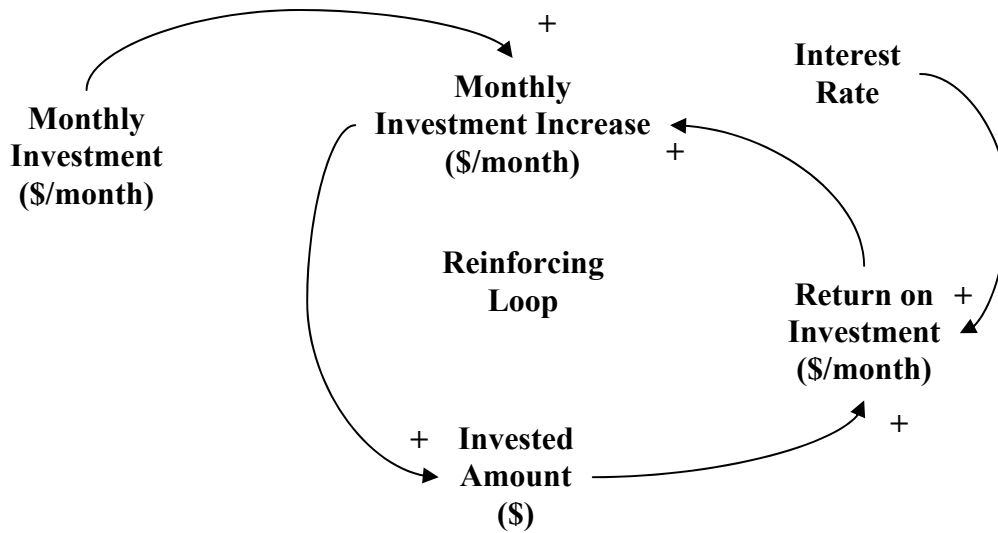 +
Monthly
Investment
($/month)
Monthly
Investment Increase
($/month)
+
Interest
Rate
Reinforcing
Loop
Return on
Investment
($/month)
+
+
+
Invested
Amount
($)